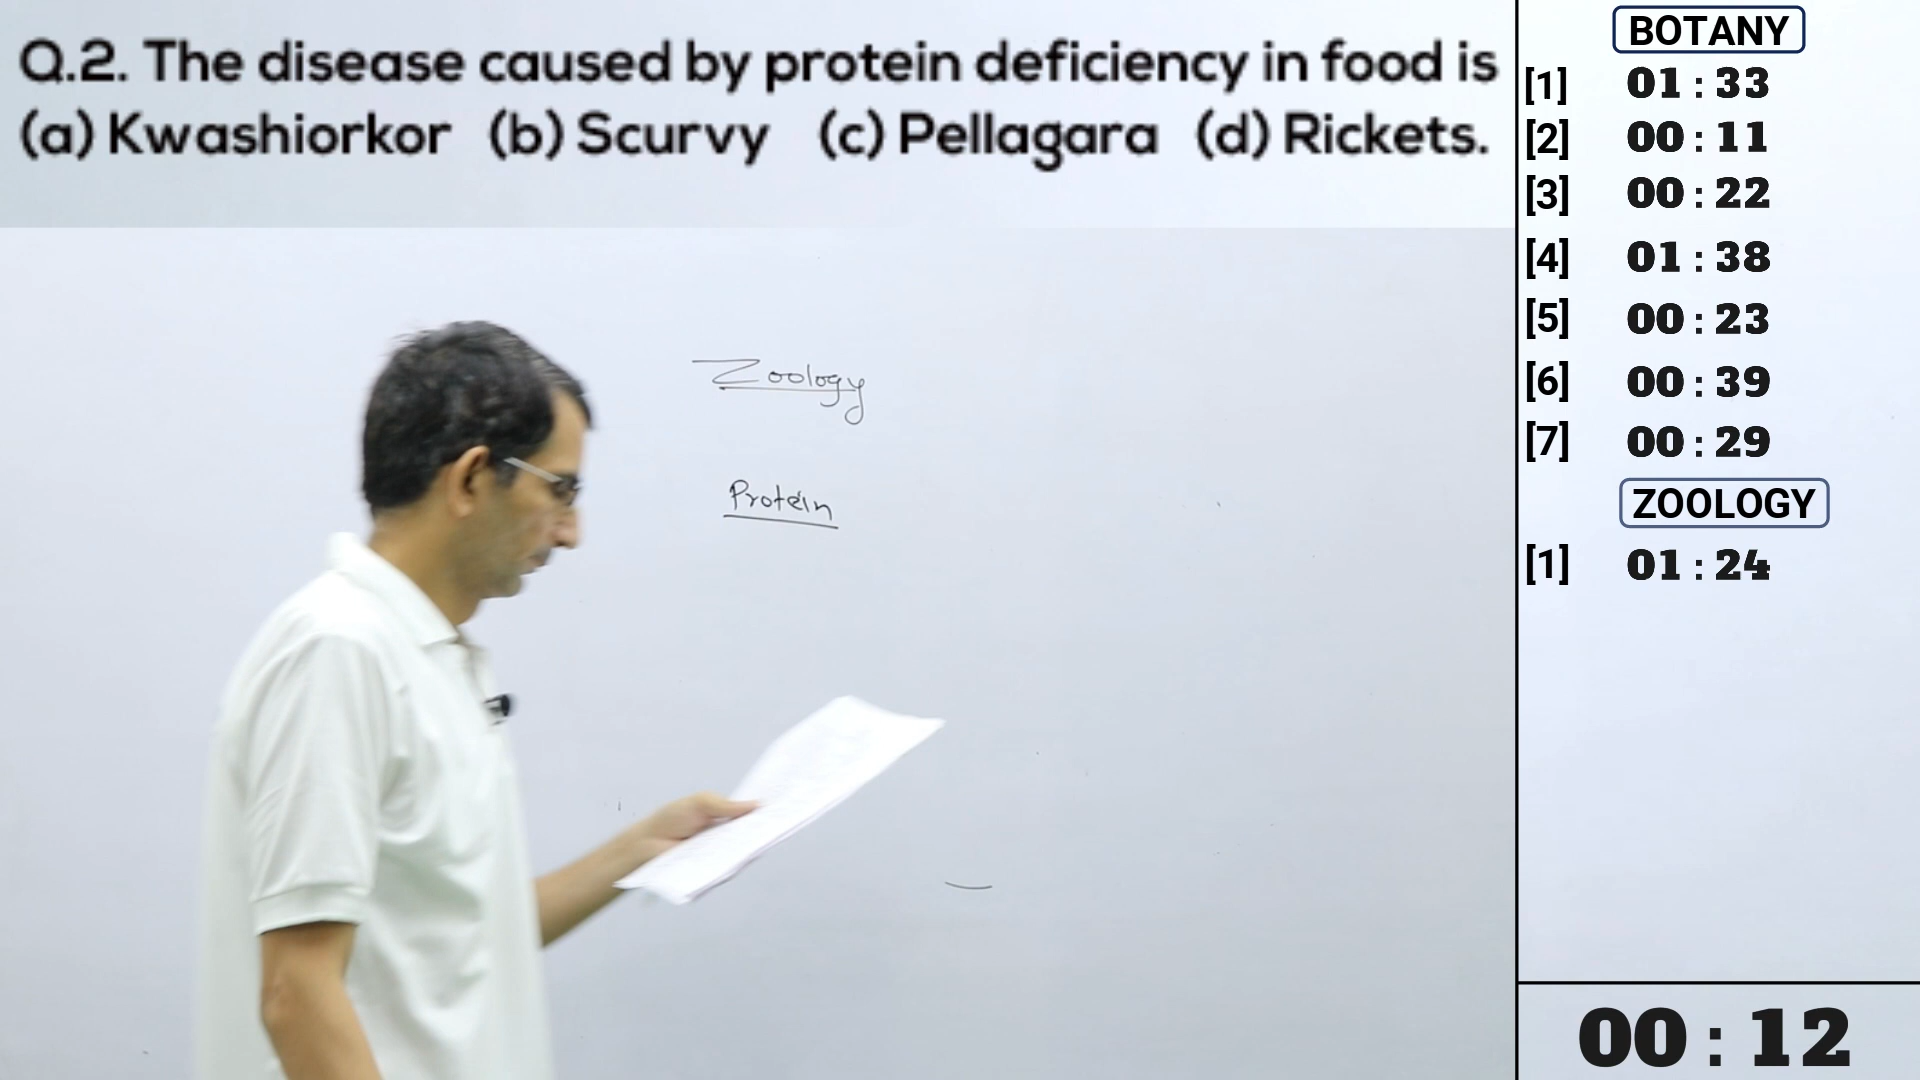 Q.2. The disease caused by protein deficiency in food is
(a) Kwashiorkor (b) Scurvy (c) Pellagara (d) Rickets.
Zoology
Protein
BOTANY
[1] 01 : 33
[2] 00 : 11
[3] 00 : 22
[4] 01 : 38
[5] 00 : 23
[6] 00 : 39
[7] 00 : 29
ZOOLOGY
[1] 01 : 24
00 : 12